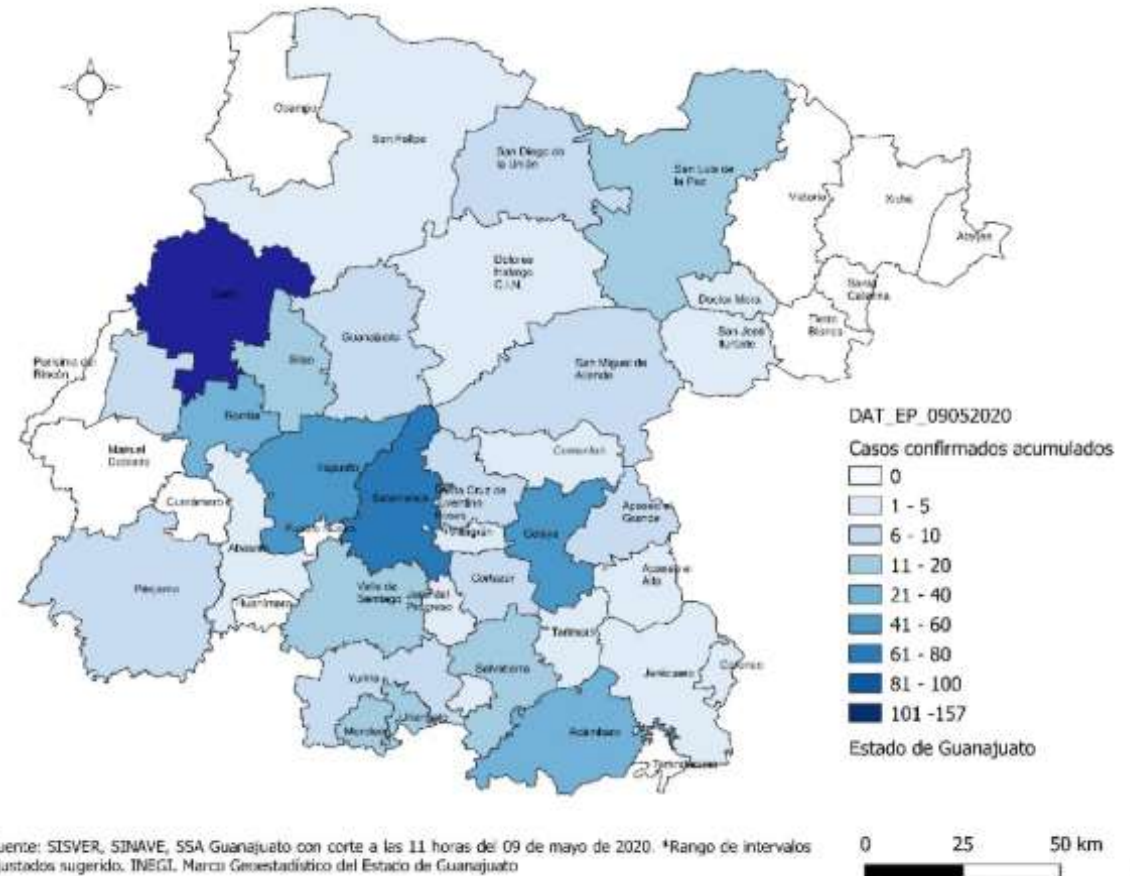 Ocampo
San Felipe
San Diego de
la Unión
San Luis de
la Paz
Victoria
Xichú
Atarjea
Dolores
Hidalgo
C.I.N.
Doctor Mora
Santa
Catarina
San José
Iturbide
Tierra
Blanca
León
Guanajuato
Silao
San Miguel de
Allende
Purísima del
Rincón
Romita
Manuel
Doblado
Irapuato
Salamanca
Comonfort
Cuerámaro
Santa Cruz de
Juventino
Rosas
Villagrán
Celaya
Apaseo el
Grande
Pueblo Nuevo
Abasolo
Pénjamo
Cortazar
Apaseo el
Alto
Valle de
Santiago
Jaral del
Progreso
Huanímaro
Tarimoro
Salvatierra
Jerécuaro
Coroneo
Yuriria
Uriangato
Moroleón
Acámbaro
Tarandacuao
DAT_EP_09052020
Casos confirmados acumulados
0
1 - 5
6 - 10
11 - 20
21 - 40
41 - 60
61 - 80
81 - 100
101 -157
Estado de Guanajuato
uente: SISVER, SINAVE, SSA Guanajuato con corte a las 11 horas del 09 de mayo de 2020. *Rango de intervalos
justados sugerido. INEGI. Marco Geoestadístico del Estado de Guanajuato
0 25 50 km